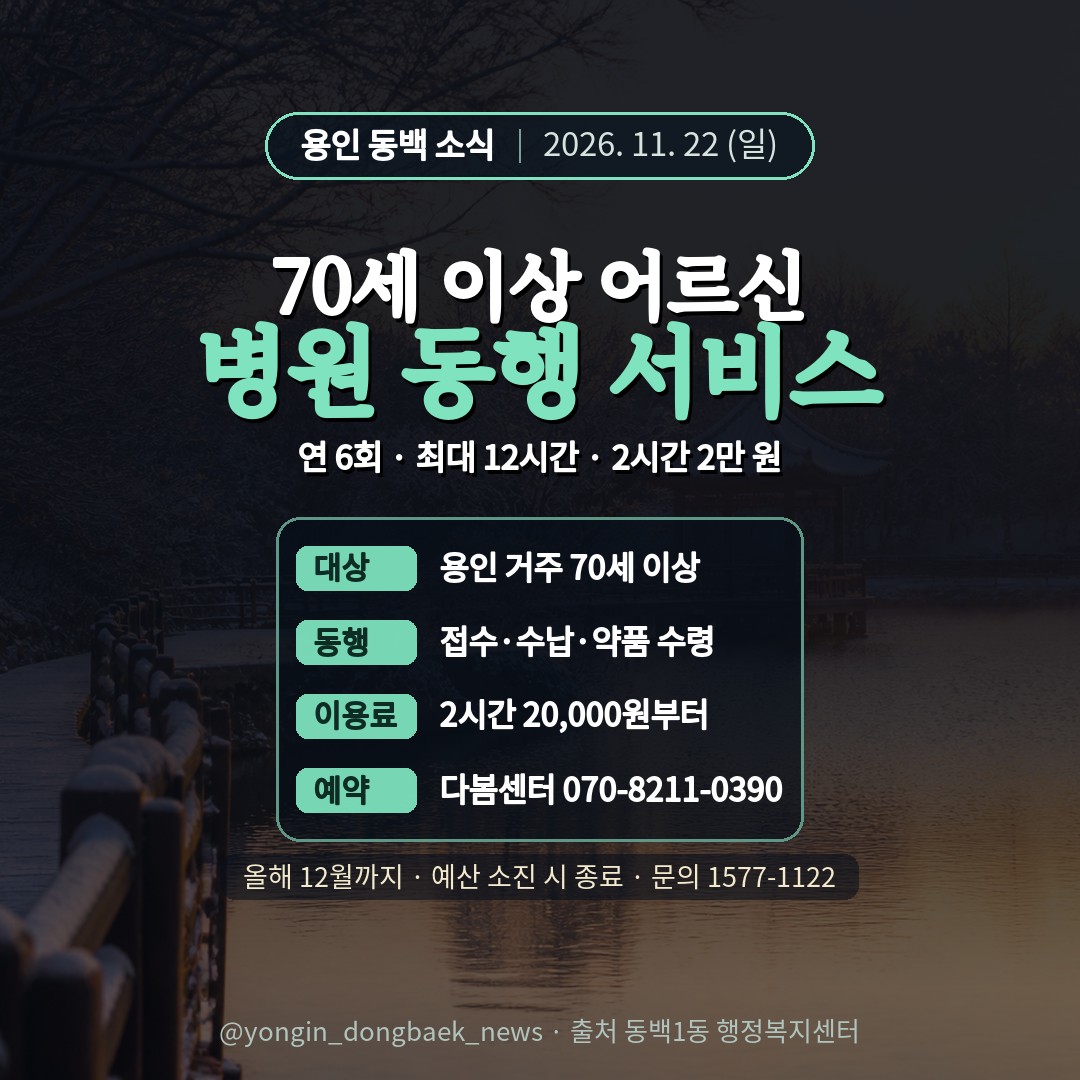 용인 동백 소식 | 2026. 11. 22 (일)
70세 이상 어르신
병원 동행 서비스
연 6회 · 최대 12시간 · 2시간 2만 원
대상 용인 거주 70세 이상
동행 접수·수납·약품 수령
이용료 2시간 20,000원부터
예약 다봄센터 070-8211-0390
올해 12월까지 · 예산 소진 시 종료 · 문의 1577-1122
@yongin_dongbaek_news · 출처 동백1동 행정복지센터